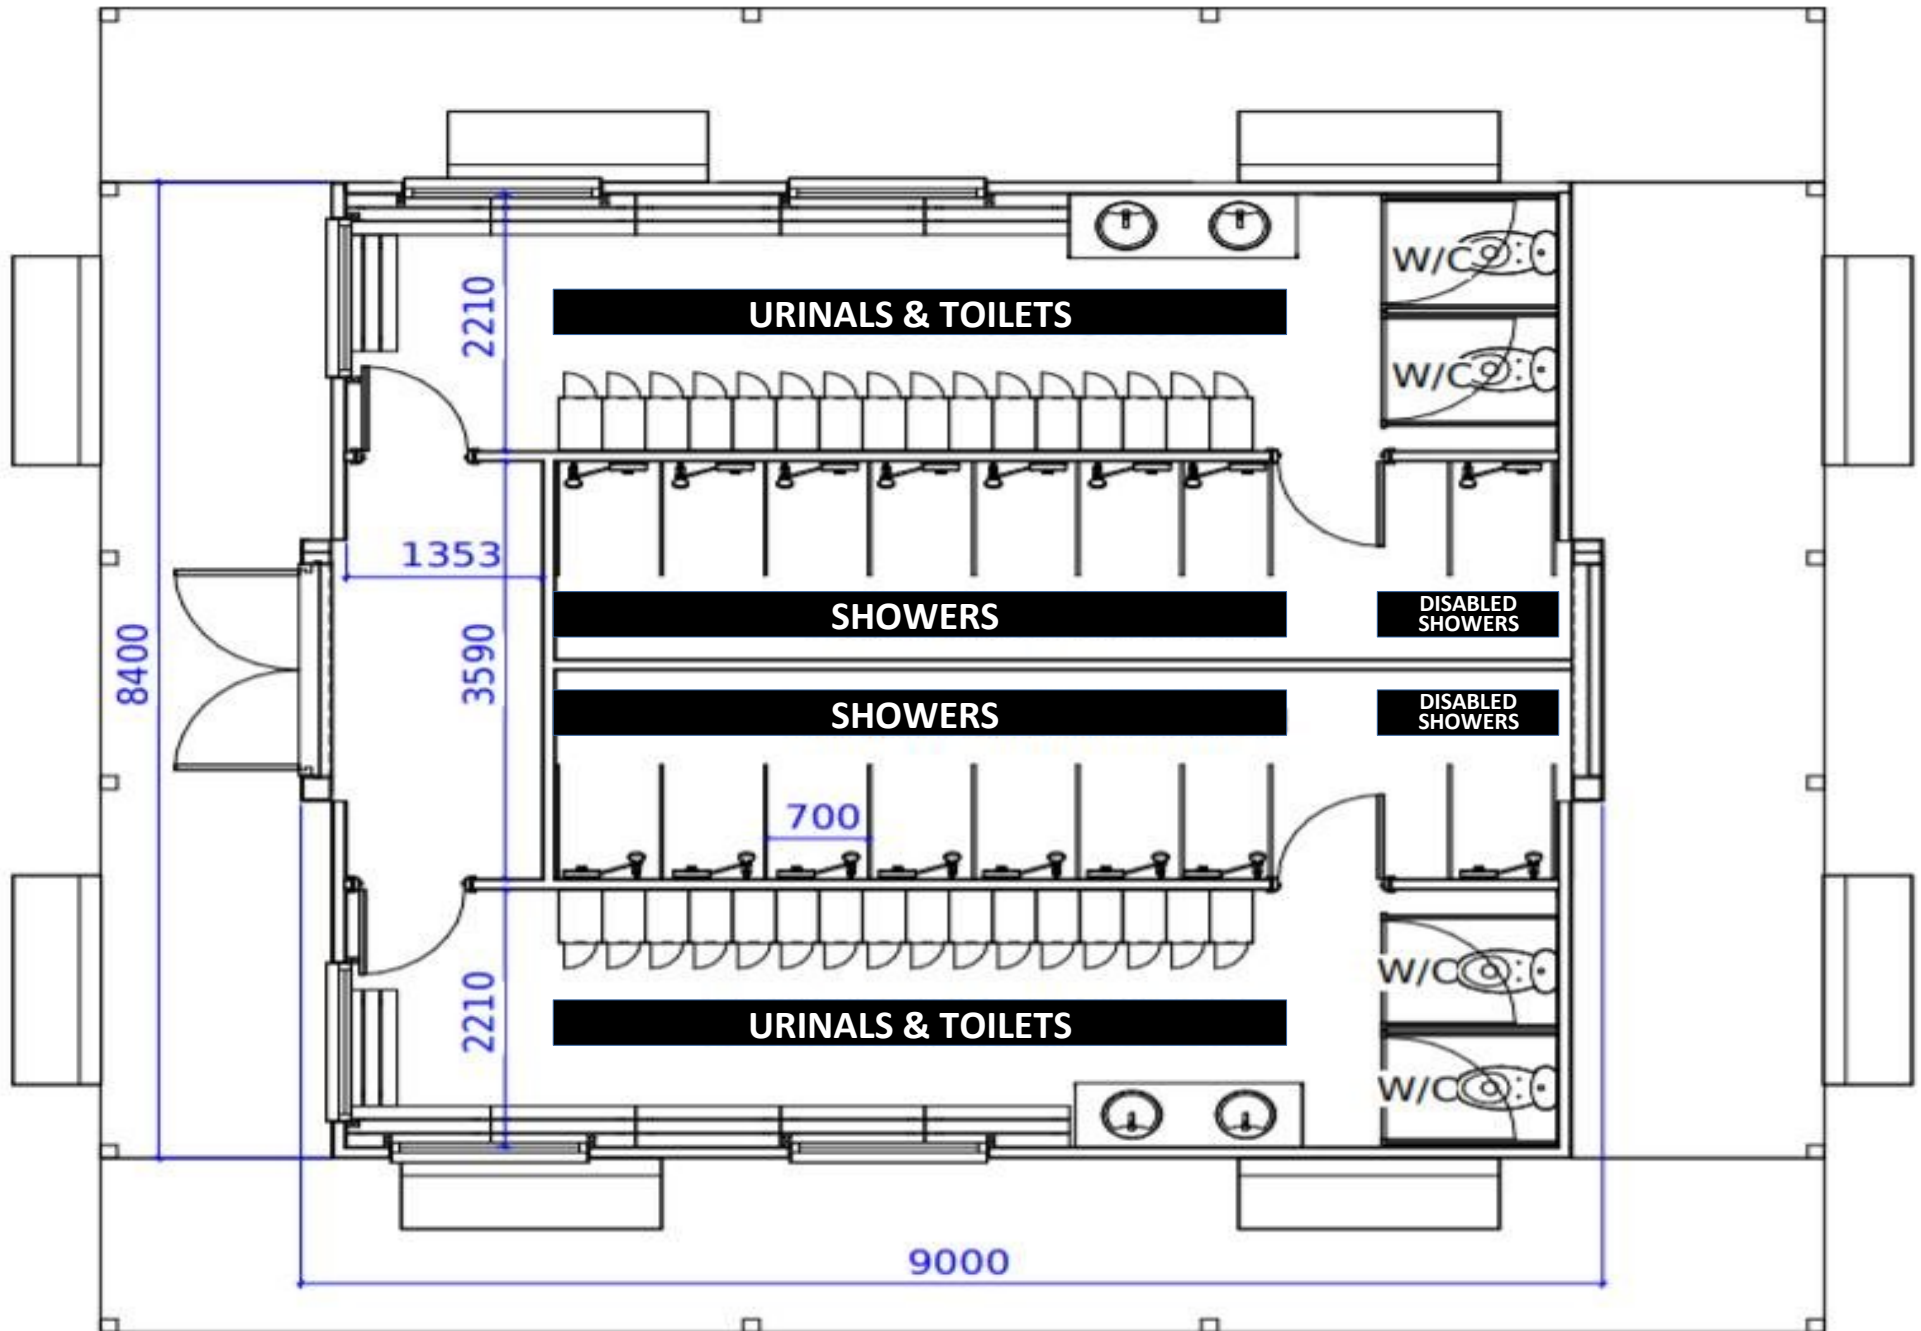 W/C
2210
URINALS & TOILETS
W/C
1353
SHOWERS
DISABLED
SHOWERS
8400
3590
SHOWERS
DISABLED
SHOWERS
700
W/C
2210
URINALS & TOILETS
W/C
9000